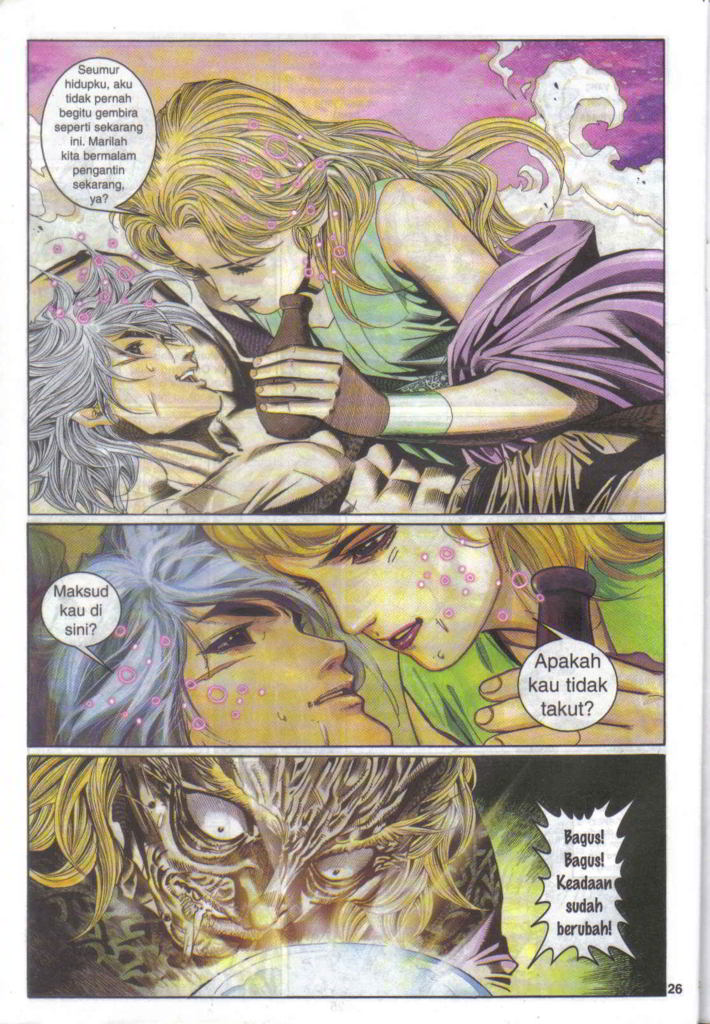 Seumur
hidupku, aku
tidak pernah
begitu gembira
seperti sekarang
ini. Marilah
kita bermalam
pengantin
sekarang,
ya?
Maksud
kau di
sini?
Apakah
kau tidak
takut?
Bagus!
Bagus!
Keadaan
sudah
berubah!
26